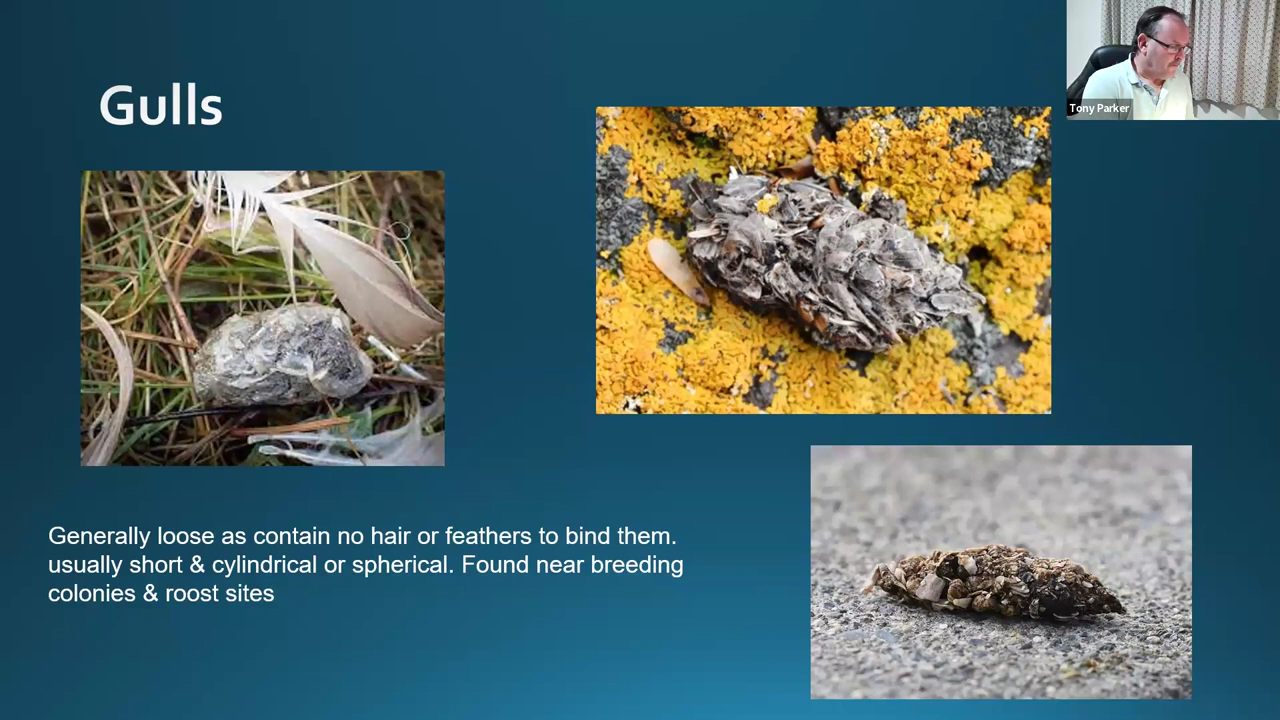 Gulls
Tony Parker
Generally loose as contain no hair or feathers to bind them.
usually short & cylindrical or spherical. Found near breeding
colonies & roost sites